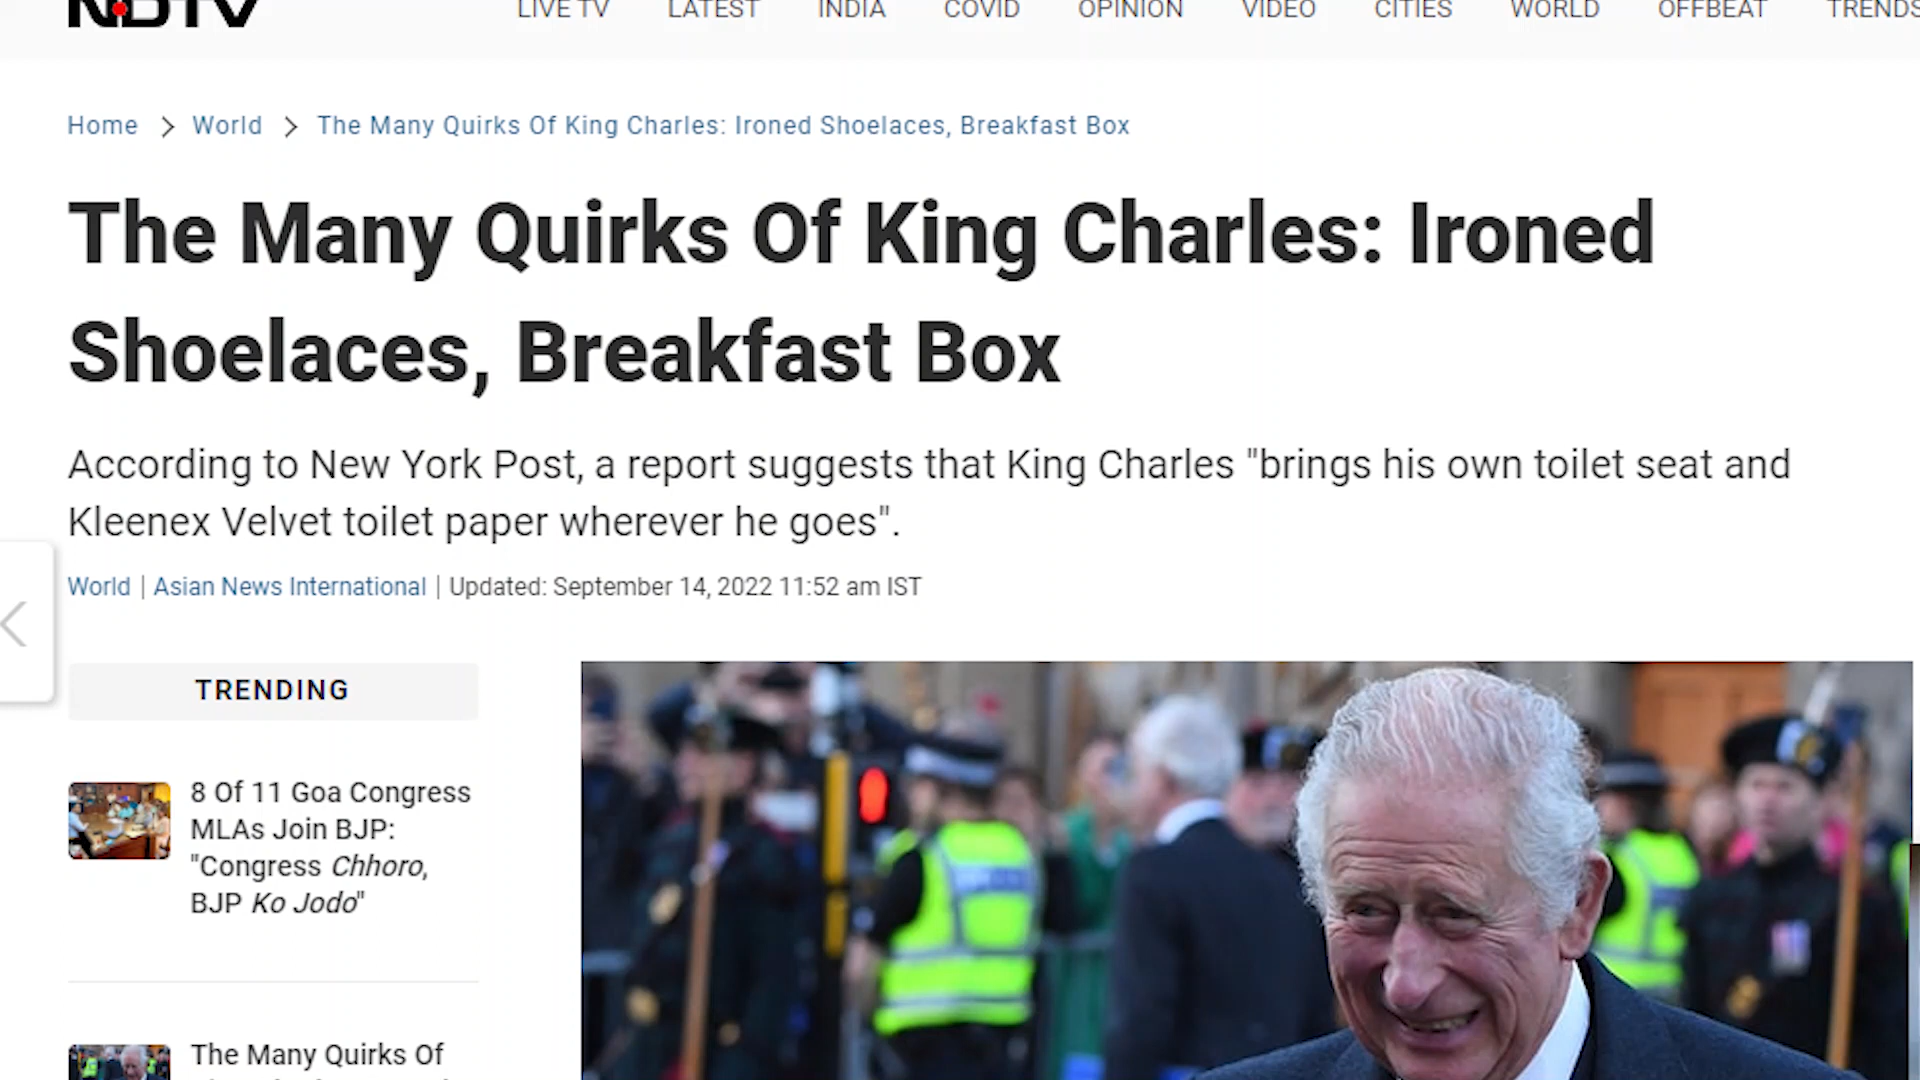 NDTV
LIVE TV LATEST INDIA COVID OPINION VIDEO CITIES WORLD OFFBEAT TRENDS
Home > World > The Many Quirks Of King Charles: Ironed Shoelaces, Breakfast Box
The Many Quirks Of King Charles: Ironed
Shoelaces, Breakfast Box
According to New York Post, a report suggests that King Charles "brings his own toilet seat and
Kleenex Velvet toilet paper wherever he goes".
World | Asian News International | Updated: September 14, 2022 11:52 am IST
TRENDING
8 Of 11 Goa Congress
MLAs Join BJP:
"Congress Chhoro,
BJP Ko Jodo"
The Many Quirks Of